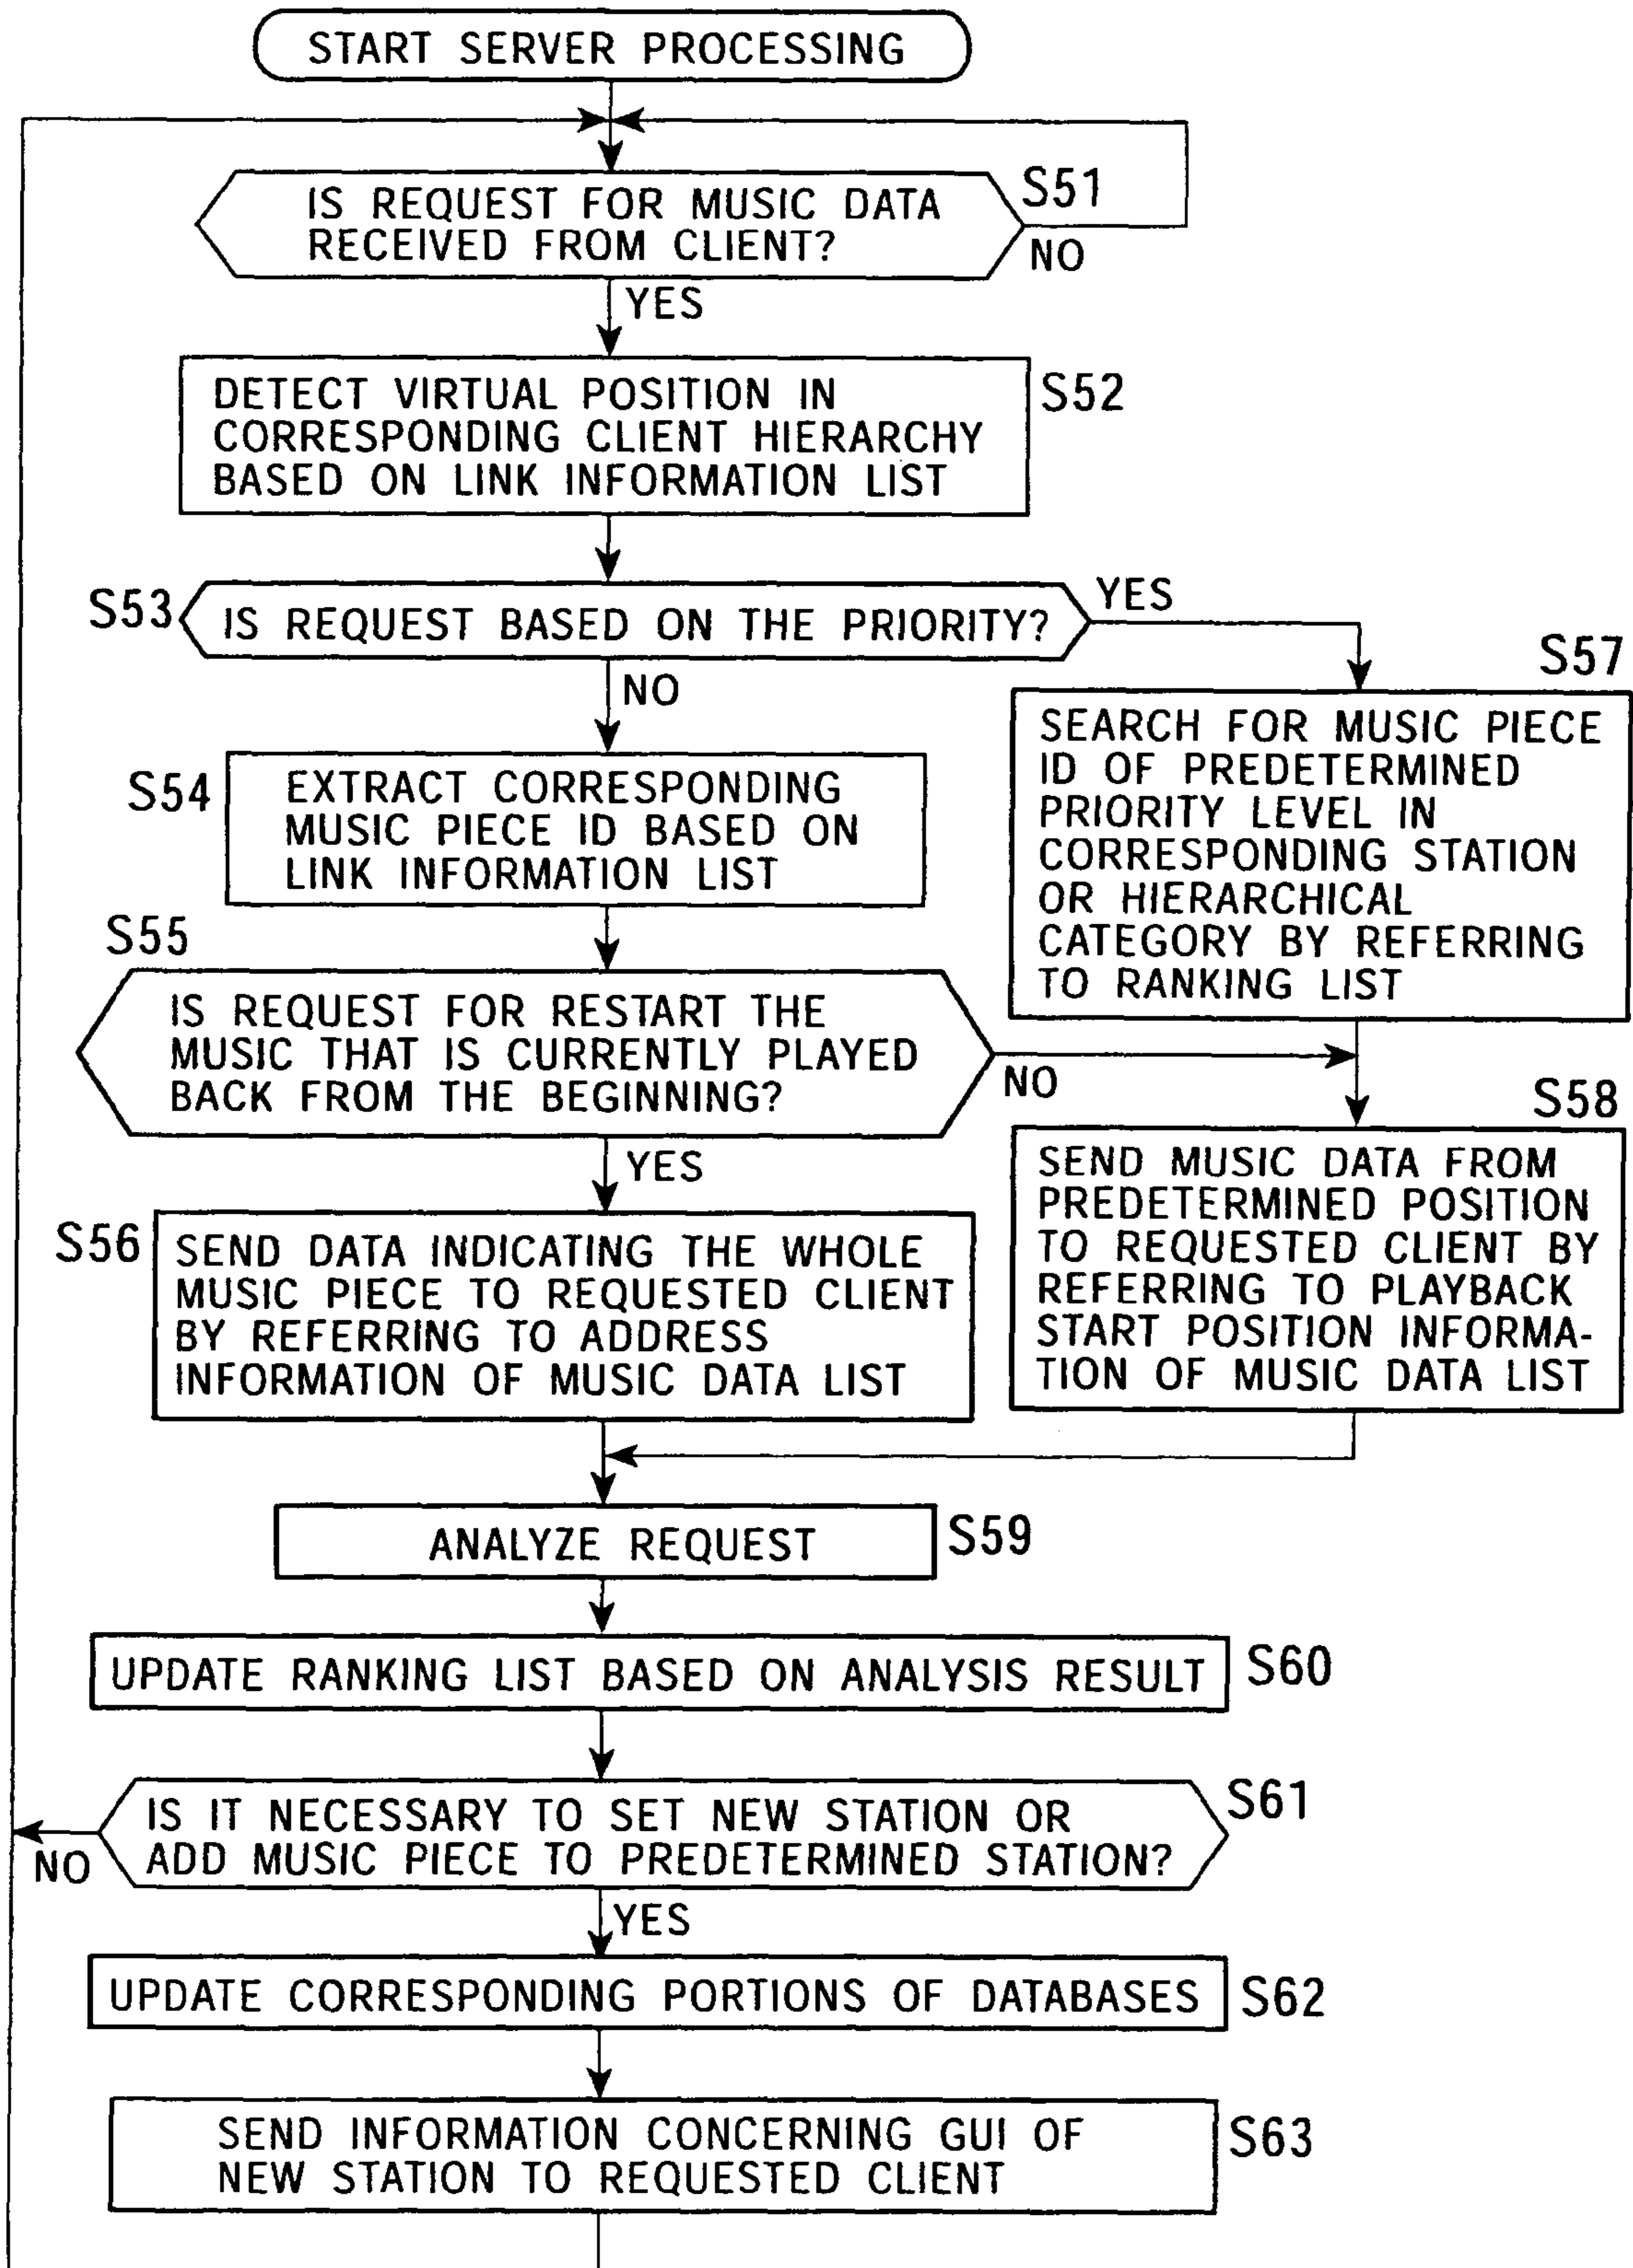 START SERVER PROCESSING
IS REQUEST FOR MUSIC DATA
RECEIVED FROM CLIENT?
S51
NO
YES
DETECT VIRTUAL POSITION IN
CORRESPONDING CLIENT HIERARCHY
BASED ON LINK INFORMATION LIST
S52
S53
IS REQUEST BASED ON THE PRIORITY?
YES
NO
S57
SEARCH FOR MUSIC PIECE
ID OF PREDETERMINED
PRIORITY LEVEL IN
CORRESPONDING STATION
OR HIERARCHICAL
CATEGORY BY REFERRING
TO RANKING LIST
S54
EXTRACT CORRESPONDING
MUSIC PIECE ID BASED ON
LINK INFORMATION LIST
S55
IS REQUEST FOR RESTART THE
MUSIC THAT IS CURRENTLY PLAYED
BACK FROM THE BEGINNING?
NO
YES
S58
SEND MUSIC DATA FROM
PREDETERMINED POSITION
TO REQUESTED CLIENT BY
REFERRING TO PLAYBACK
START POSITION INFORMA-
TION OF MUSIC DATA LIST
S56
SEND DATA INDICATING THE WHOLE
MUSIC PIECE TO REQUESTED CLIENT
BY REFERRING TO ADDRESS
INFORMATION OF MUSIC DATA LIST
ANALYZE REQUEST
S59
UPDATE RANKING LIST BASED ON ANALYSIS RESULT
S60
IS IT NECESSARY TO SET NEW STATION OR
ADD MUSIC PIECE TO PREDETERMINED STATION?
S61
NO
YES
UPDATE CORRESPONDING PORTIONS OF DATABASES
S62
SEND INFORMATION CONCERNING GUI OF
NEW STATION TO REQUESTED CLIENT
S63